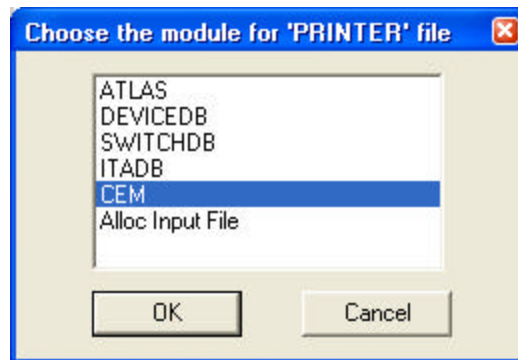 Choose the module for 'PRINTER' file
ATLAS
DEVICEDB
SWITCHDB
ITADB
CEM
Alloc Input File
OK Cancel